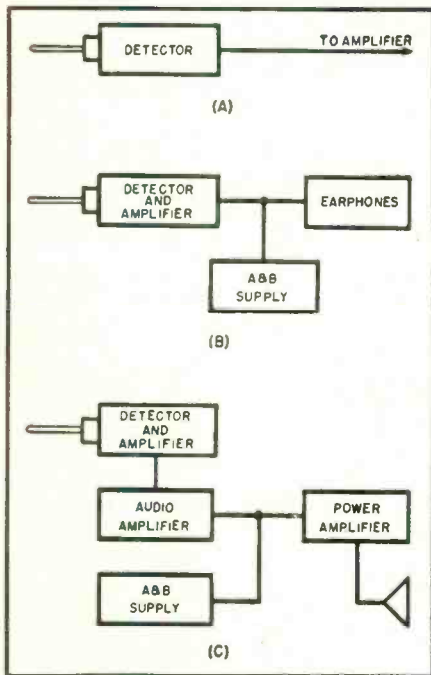 DETECTOR
TO AMPLIFIER
(A)
DETECTOR
AND
AMPLIFIER
EARPHONES
A&B
SUPPLY
(B)
DETECTOR
AND
AMPLIFIER
AUDIO
AMPLIFIER
POWER
AMPLIFIER
A&B
SUPPLY
(C)